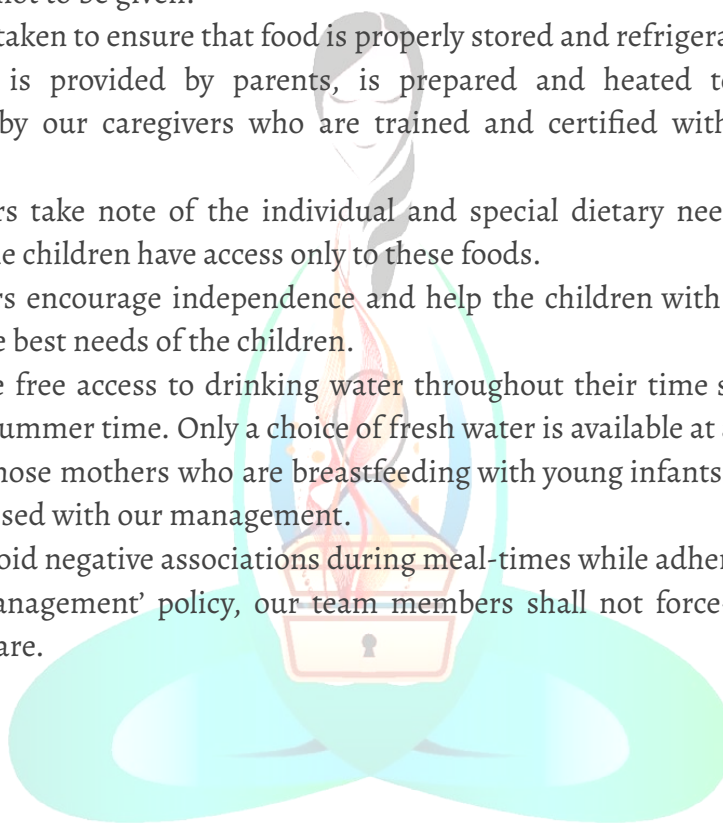 not to be given.
taken to ensure that food is properly stored and refrigera
is provided by parents, is prepared and heated t
by our caregivers who are trained and certified with
rs take note of the individual and special dietary nee
e children have access only to these foods.
rs encourage independence and help the children with
e best needs of the children.
e free access to drinking water throughout their time s
ummer time. Only a choice of fresh water is available at
hose mothers who are breastfeeding with young infants
sed with our management.
oid negative associations during meal-times while adher
anagement’ policy, our team members shall not force-
are.